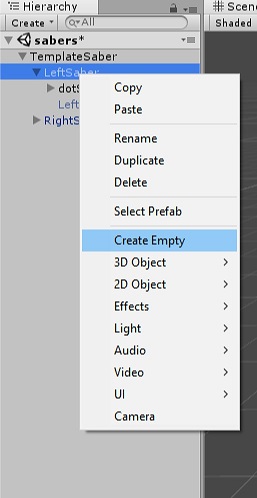 Hierarchy
Scen
Create
All
Shaded
sabers*
TemplateSaber
LeftSaber
dotS
Left
RightS
Copy
Paste
Rename
Duplicate
Delete
Select Prefab
Create Empty
3D Object
2D Object
Effects
Light
Audio
Video
UI
Camera